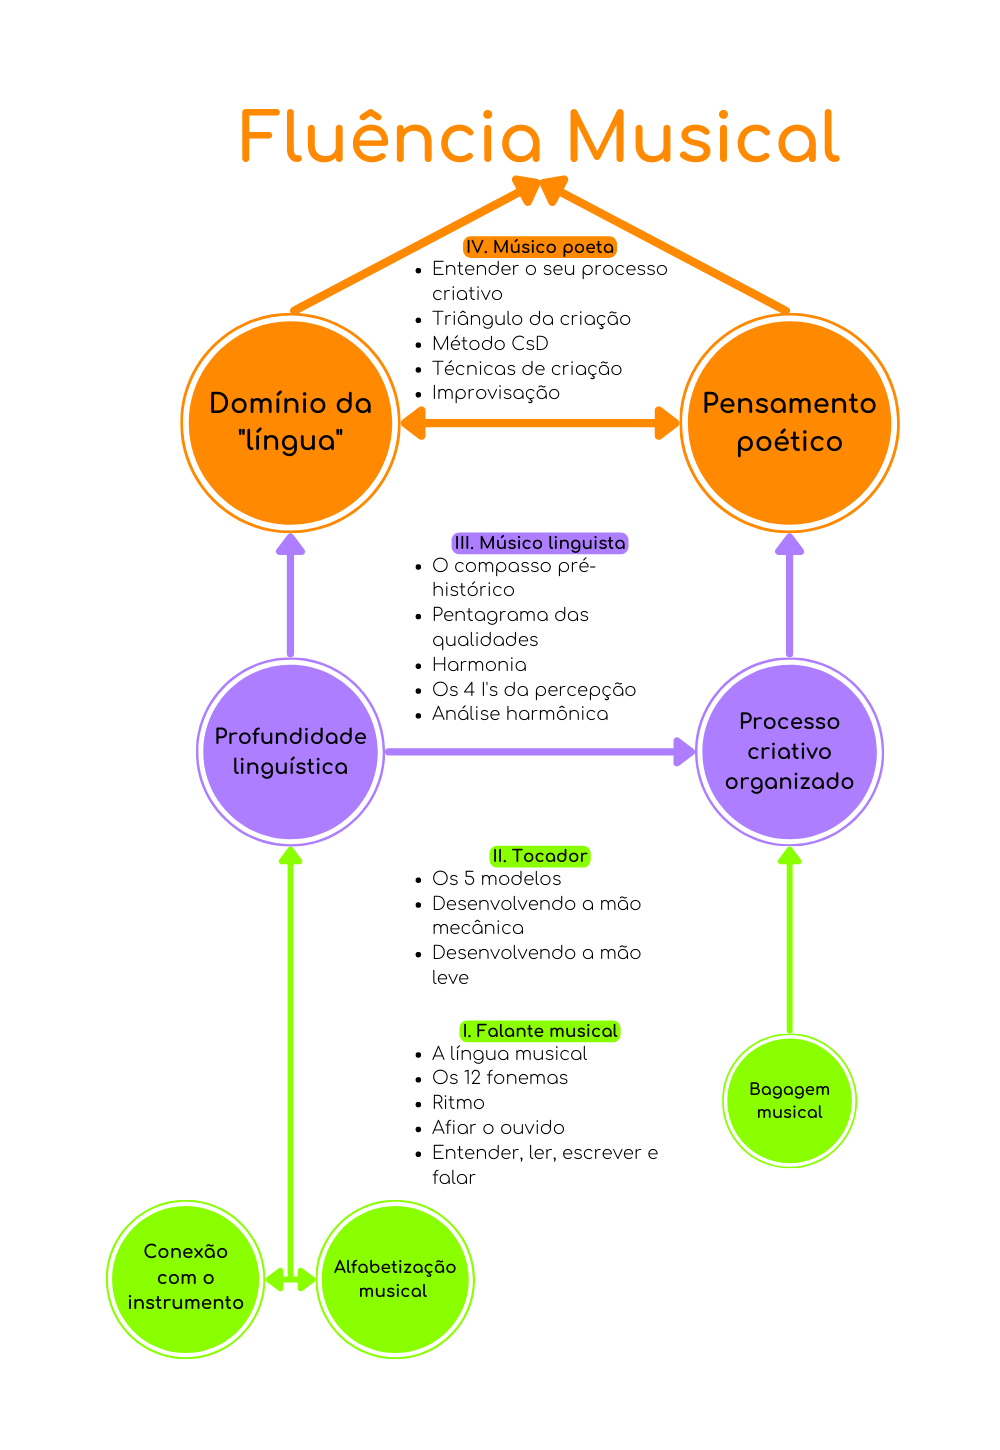 Fluência Musical
IV. Músico poeta
Entender o seu processo
criativo
Triângulo da criação
Método CsD
Técnicas de criação
Improvisação
Domínio da
"língua"
Pensamento
poético
III. Músico linguista
O compasso pré-
histórico
Pentagrama das
qualidades
Harmonia
Os 4 I's da percepção
Análise harmônica
Profundidade
linguística
Processo
criativo
organizado
II. Tocador
Os 5 modelos
Desenvolvendo a mão
mecânica
Desenvolvendo a mão
leve
I. Falante musical
A língua musical
Os 12 fonemas
Ritmo
Afiar o ouvido
Entender, ler, escrever e
falar
Bagagem
musical
Conexão
com o
instrumento
Alfabetização
musical